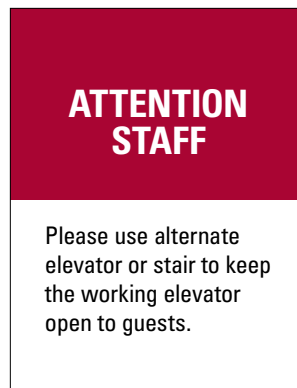 ATTENTION
STAFF
Please use alternate
elevator or stair to keep
the working elevator
open to guests.